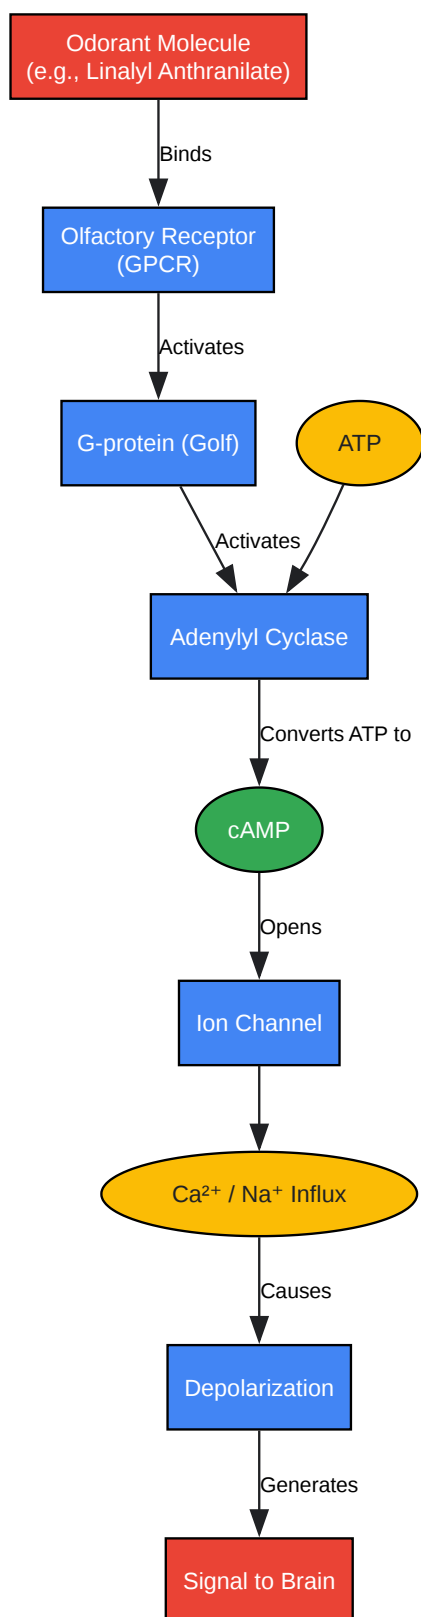 Odorant Molecule
(e.g., Linalyl Anthranilate)
Binds
Olfactory Receptor
(GPCR)
Activates
G-protein (Golf)
ATP
Activates
Adenylyl Cyclase
Converts ATP to
cAMP
Opens
Ion Channel
Ca²⁺ / Na⁺ Influx
Causes
Depolarization
Generates
Signal to Brain